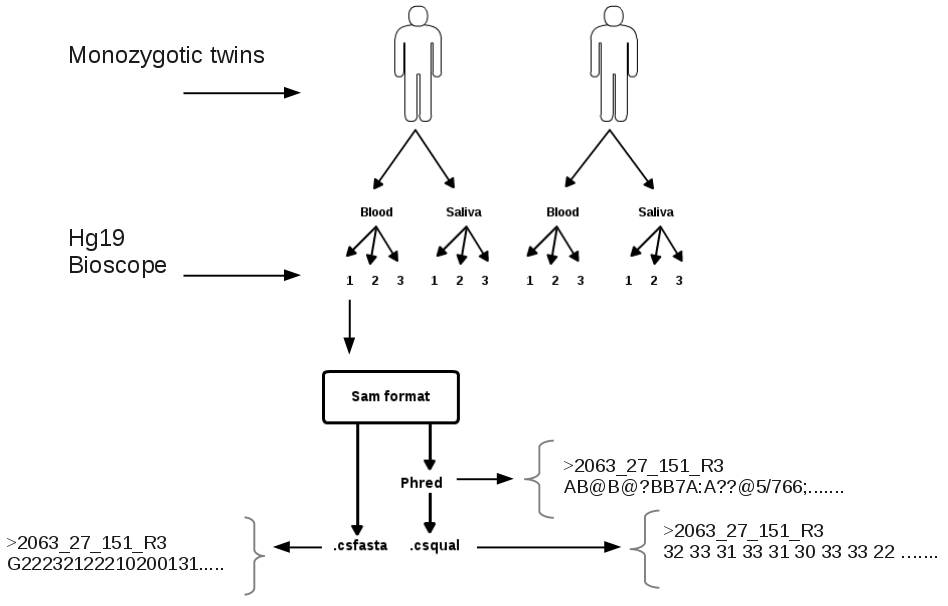 Monozygotic twins
Blood Saliva Blood Saliva
Hg19
Bioscope
1 2 3 1 2 3 1 2 3 1 2 3
Sam format
Phred
>2063_27_151_R3
AB@B@?BB7A:A??@5/766;.......
.csfasta .csqual
>2063_27_151_R3
G22232122210200131.....
>2063_27_151_R3
32 33 31 33 31 30 33 33 22 .......